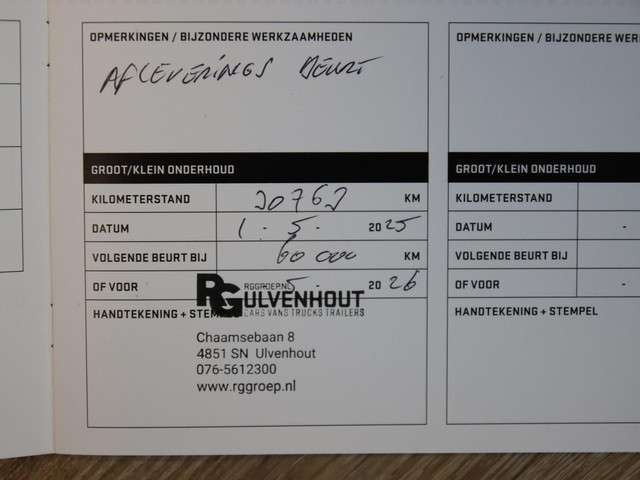 OPMERKINGEN / BIJZONDERE WERKZAAMHEDEN
AFLEVERINGS BEURT
GROOT/KLEIN ONDERHOUD
KILOMETERSTAND 20762 KM
DATUM 1 - 5 - 2025
VOLGENDE BEURT BIJ 60000 KM
OF VOOR 5 - 2026
HANDTEKENING + STEMPEL
RGGROEP.NL
RG ULVENHOUT
CARS VANS TRUCKS TRAILERS
Chaamsebaan 8
4851 SN Ulvenhout
076-5612300
www.rggroep.nl
OPMERKINGEN / BIJZONDERE WER
GROOT/KLEIN ONDERHOUD
KILOMETERSTAND
DATUM -
VOLGENDE BEURT BIJ
OF VOOR -
HANDTEKENING + STEMPEL